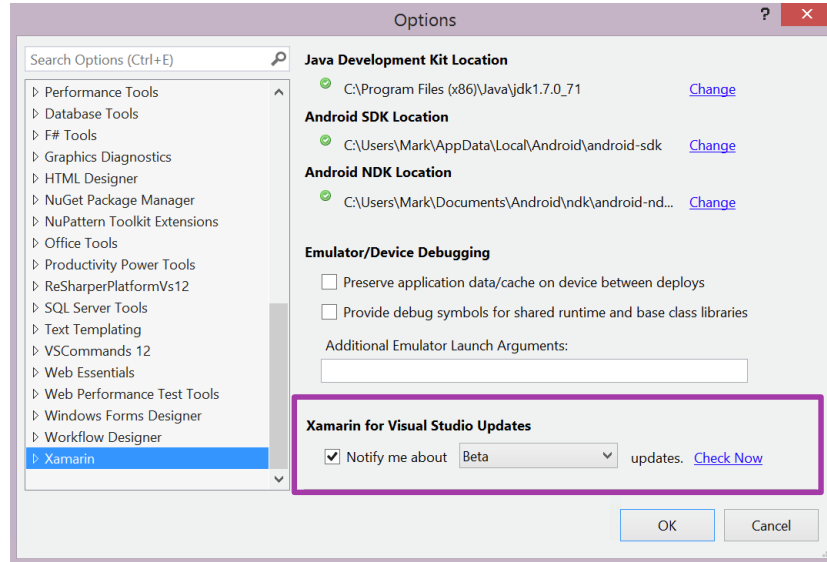 Options
?
Search Options (Ctrl+E)
Performance Tools
Database Tools
F# Tools
Graphics Diagnostics
HTML Designer
NuGet Package Manager
NuPattern Toolkit Extensions
Office Tools
Productivity Power Tools
ReSharperPlatformVs12
SQL Server Tools
Text Templating
VSCommands 12
Web Essentials
Web Performance Test Tools
Windows Forms Designer
Workflow Designer
Xamarin
Java Development Kit Location
C:\Program Files (x86)\Java\jdk1.7.0_71 Change
Android SDK Location
C:\Users\Mark\AppData\Local\Android\android-sdk Change
Android NDK Location
C:\Users\Mark\Documents\Android\ndk\android-nd... Change
Emulator/Device Debugging
Preserve application data/cache on device between deploys
Provide debug symbols for shared runtime and base class libraries
Additional Emulator Launch Arguments:
Xamarin for Visual Studio Updates
Notify me about Beta updates. Check Now
OK Cancel